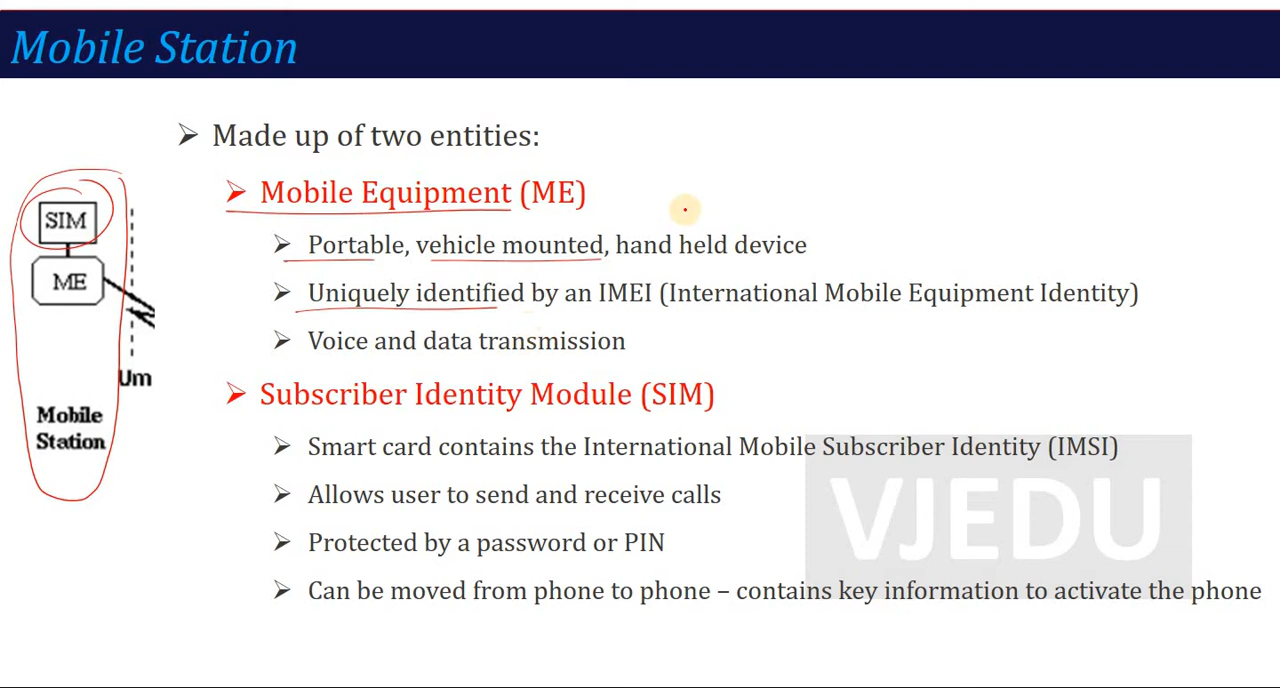 Mobile Station
Made up of two entities:
Mobile Equipment (ME)
Portable, vehicle mounted, hand held device
Uniquely identified by an IMEI (International Mobile Equipment Identity)
Voice and data transmission
Subscriber Identity Module (SIM)
Smart card contains the International Mobile Subscriber Identity (IMSI)
Allows user to send and receive calls
Protected by a password or PIN
Can be moved from phone to phone – contains key information to activate the phone
SIM
ME
Um
Mobile
Station
VJEDU